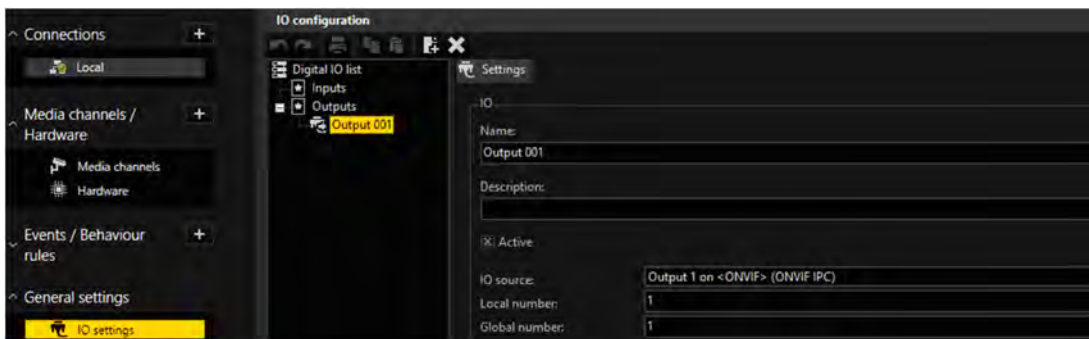 IO configuration
Connections +
Local
Digital IO list
Inputs
Outputs
Output 001
Settings
IO
Name:
Output 001
Description:
Active
IO source:
Output 1 on <ONVIF> (ONVIF IPC)
Local number:
1
Global number:
1
Media channels / +
Hardware
Media channels
Hardware
Events / Behaviour +
rules
General settings
IO settings